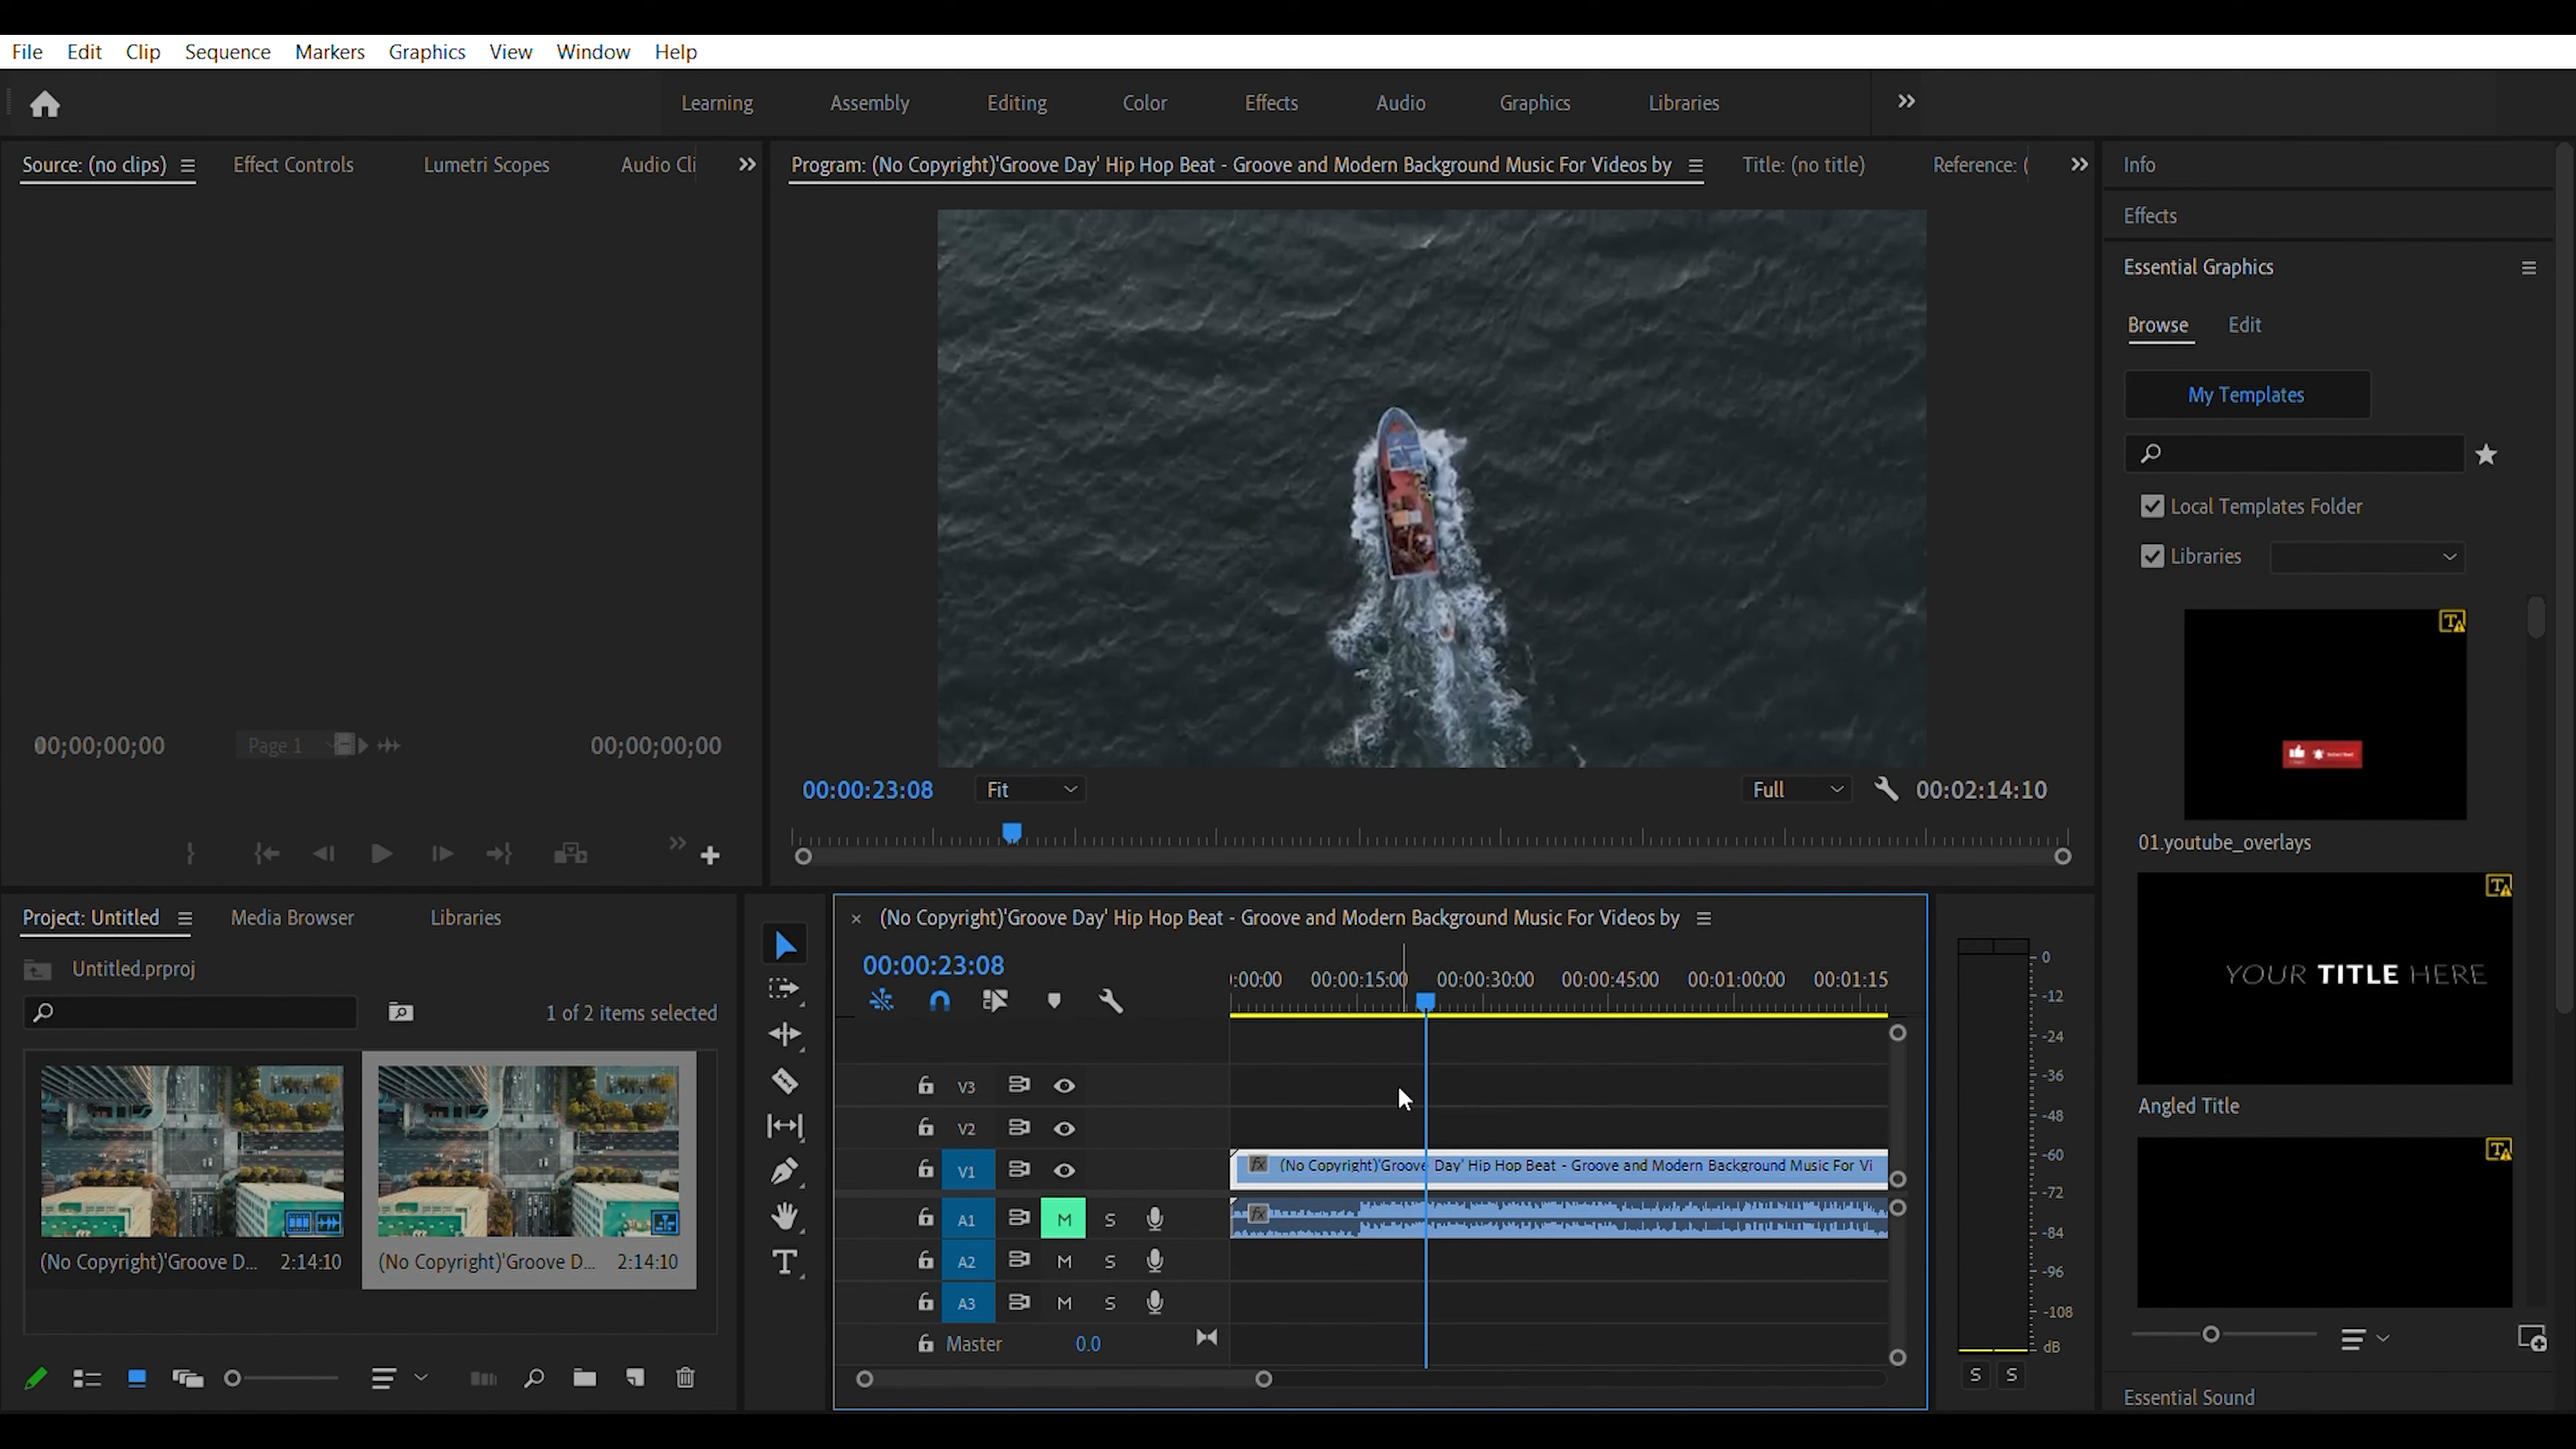 File Edit Clip Sequence Markers Graphics View Window Help
Learning Assembly Editing Color Effects Audio Graphics Libraries
Source: (no clips) Effect Controls Lumetri Scopes Audio Cli
Program: (No Copyright)'Groove Day' Hip Hop Beat - Groove and Modern Background Music For Videos by Title: (no title) Reference: (
Info
Effects
Essential Graphics
Browse Edit
My Templates
Local Templates Folder
Libraries
01.youtube_overlays
YOUR TITLE HERE
Angled Title
Essential Sound
00;00;00;00 Page 1 00;00;00;00
00:00:23:08 Fit Full 00:02:14:10
Project: Untitled Media Browser Libraries
Untitled.prproj
1 of 2 items selected
(No Copyright)'Groove D... 2:14:10 (No Copyright)'Groove D... 2:14:10
(No Copyright)'Groove Day' Hip Hop Beat - Groove and Modern Background Music For Videos by
00:00:23:08
:00:00 00:00:15:00 00:00:30:00 00:00:45:00 00:01:00:00 00:01:15
V3
V2
V1 fx (No Copyright)'Groove Day' Hip Hop Beat - Groove and Modern Background Music For Vi
A1 M S fx
A2 M S
A3 M S
Master 0.0
0
-12
-24
-36
-48
-60
-72
-84
-96
-108
dB
S S